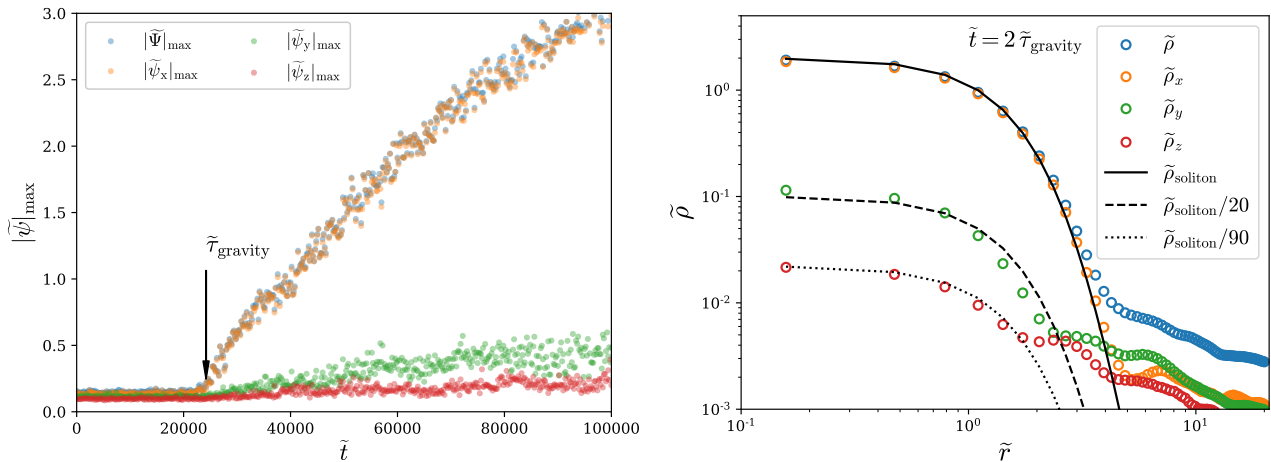 3.0
2.5
2.0
1.5
1.0
0.5
0.0
|ψ̃|max
|Ψ̃|max
|ψ̃x|max
|ψ̃y|max
|ψ̃z|max
τ̃gravity
0 20000 40000 60000 80000 100000
t̃
10⁰
10⁻¹
10⁻²
10⁻³
ρ̃
t̃ = 2 τ̃gravity
ρ̃
ρ̃x
ρ̃y
ρ̃z
ρ̃soliton
ρ̃soliton/20
ρ̃soliton/90
10⁻¹ 10⁰ 10¹
r̃